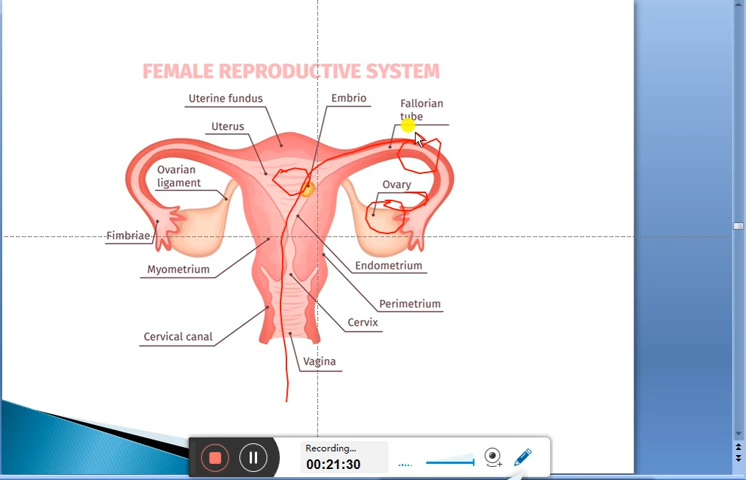 FEMALE REPRODUCTIVE SYSTEM
Uterine fundus
Embrio
Fallorian
tube
Uterus
Ovarian
ligament
Ovary
Fimbriae
Myometrium
Endometrium
Perimetrium
Cervix
Cervical canal
Vagina
Recording...
00:21:30